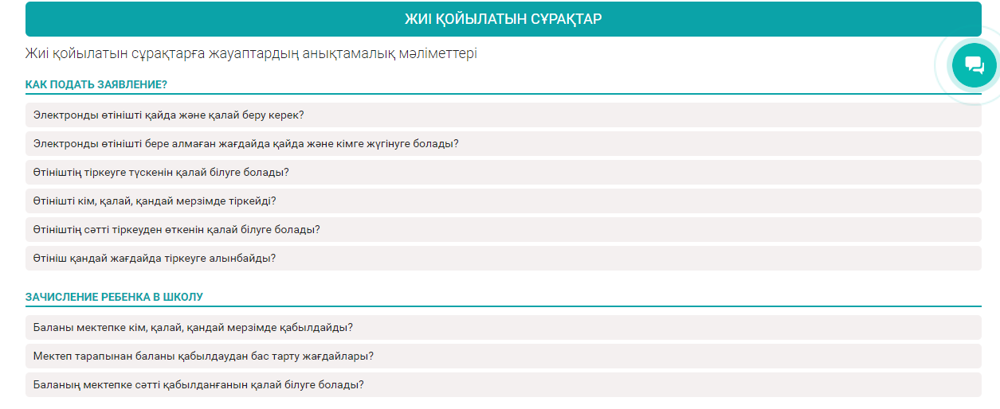 ЖИІ ҚОЙЫЛАТЫН СҰРАҚТАР
Жиі қойылатын сұрақтарға жауаптардың анықтамалық мәліметтері
КАК ПОДАТЬ ЗАЯВЛЕНИЕ?
Электронды өтінішті қайда және қалай беру керек?
Электронды өтінішті бере алмаған жағдайда қайда және кімге жүгінуге болады?
Өтініштің тіркеуге түскенін қалай білуге болады?
Өтінішті кім, қалай, қандай мерзімде тіркейді?
Өтініштің сәтті тіркеуден өткенін қалай білуге болады?
Өтініш қандай жағдайда тіркеуге алынбайды?
ЗАЧИСЛЕНИЕ РЕБЕНКА В ШКОЛУ
Баланы мектепке кім, қалай, қандай мерзімде қабылдайды?
Мектеп тарапынан баланы қабылдаудан бас тарту жағдайлары?
Баланың мектепке сәтті қабылданғанын қалай білуге болады?